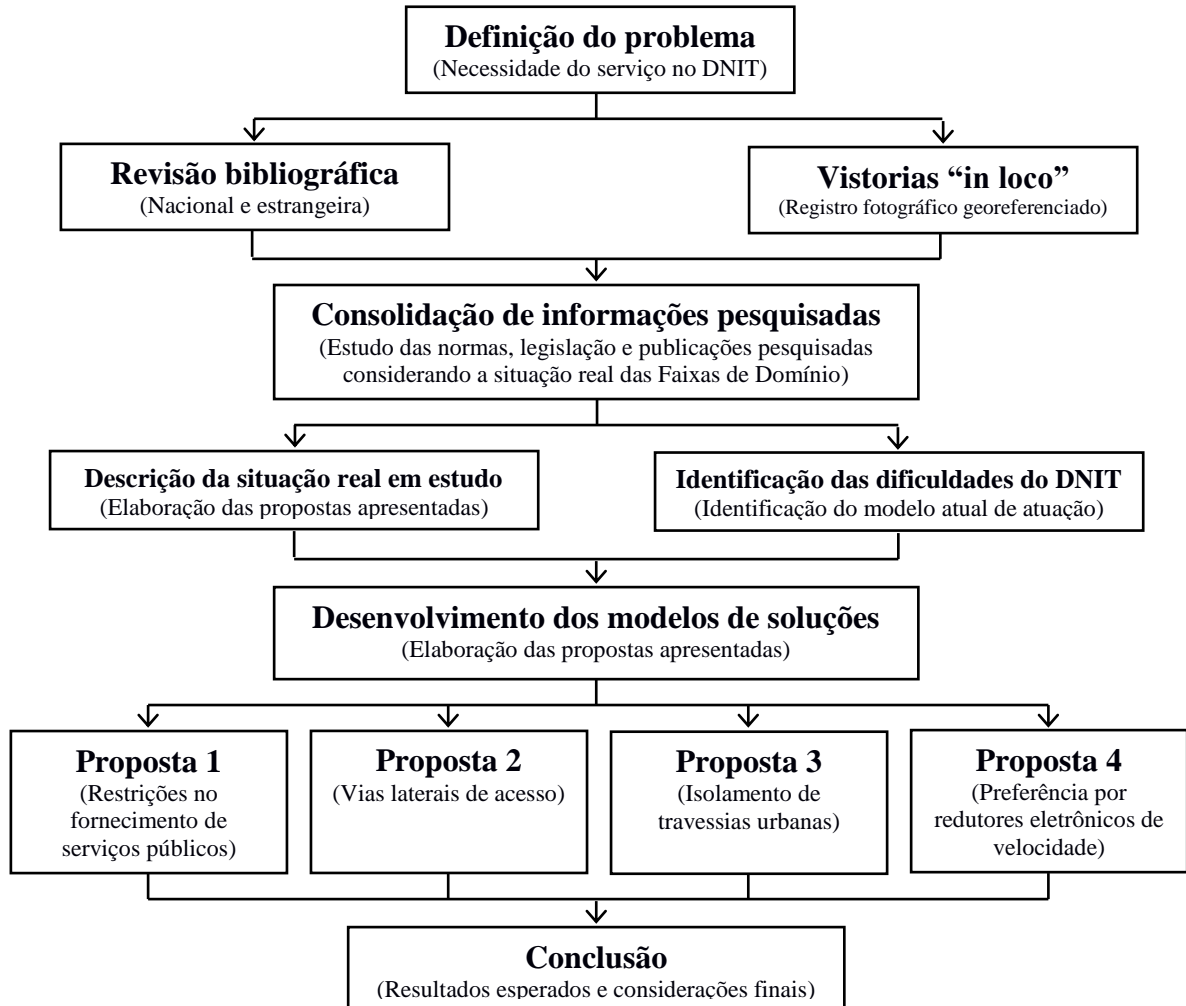 Definição do problema
(Necessidade do serviço no DNIT)
Revisão bibliográfica
(Nacional e estrangeira)
Vistorias “in loco”
(Registro fotográfico georeferenciado)
Consolidação de informações pesquisadas
(Estudo das normas, legislação e publicações pesquisadas
considerando a situação real das Faixas de Domínio)
Descrição da situação real em estudo
(Elaboração das propostas apresentadas)
Identificação das dificuldades do DNIT
(Identificação do modelo atual de atuação)
Desenvolvimento dos modelos de soluções
(Elaboração das propostas apresentadas)
Proposta 1
(Restrições no
fornecimento de
serviços públicos)
Proposta 2
(Vias laterais de acesso)
Proposta 3
(Isolamento de
travessias urbanas)
Proposta 4
(Preferência por
redutores eletrônicos de
velocidade)
Conclusão
(Resultados esperados e considerações finais)